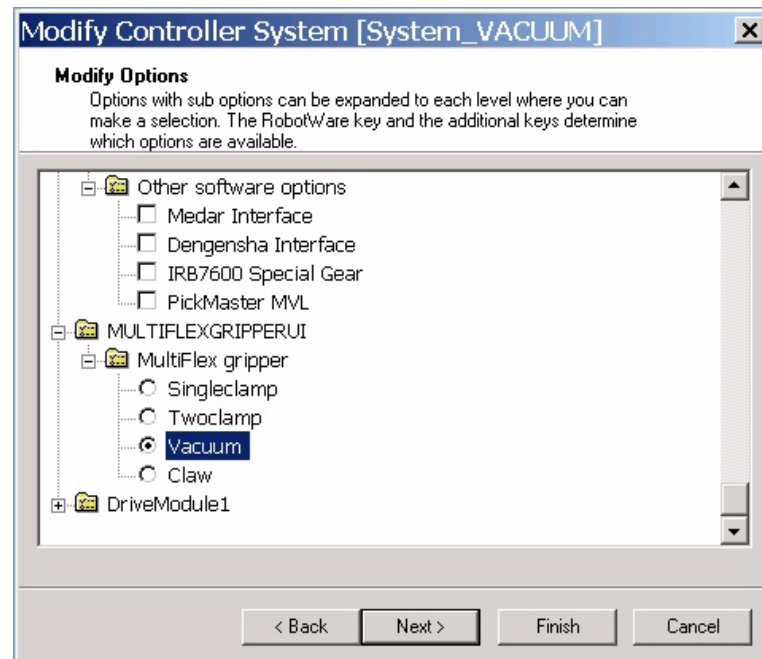 Modify Controller System [System_VACUUM]
Modify Options
Options with sub options can be expanded to each level where you can
make a selection. The RobotWare key and the additional keys determine
which options are available.
Other software options
Medar Interface
Dengensha Interface
IRB7600 Special Gear
PickMaster MVL
MULTIFLEXGRIPPERUI
MultiFlex gripper
Singleclamp
Twoclamp
Vacuum
Claw
DriveModule1
< Back
Next >
Finish
Cancel